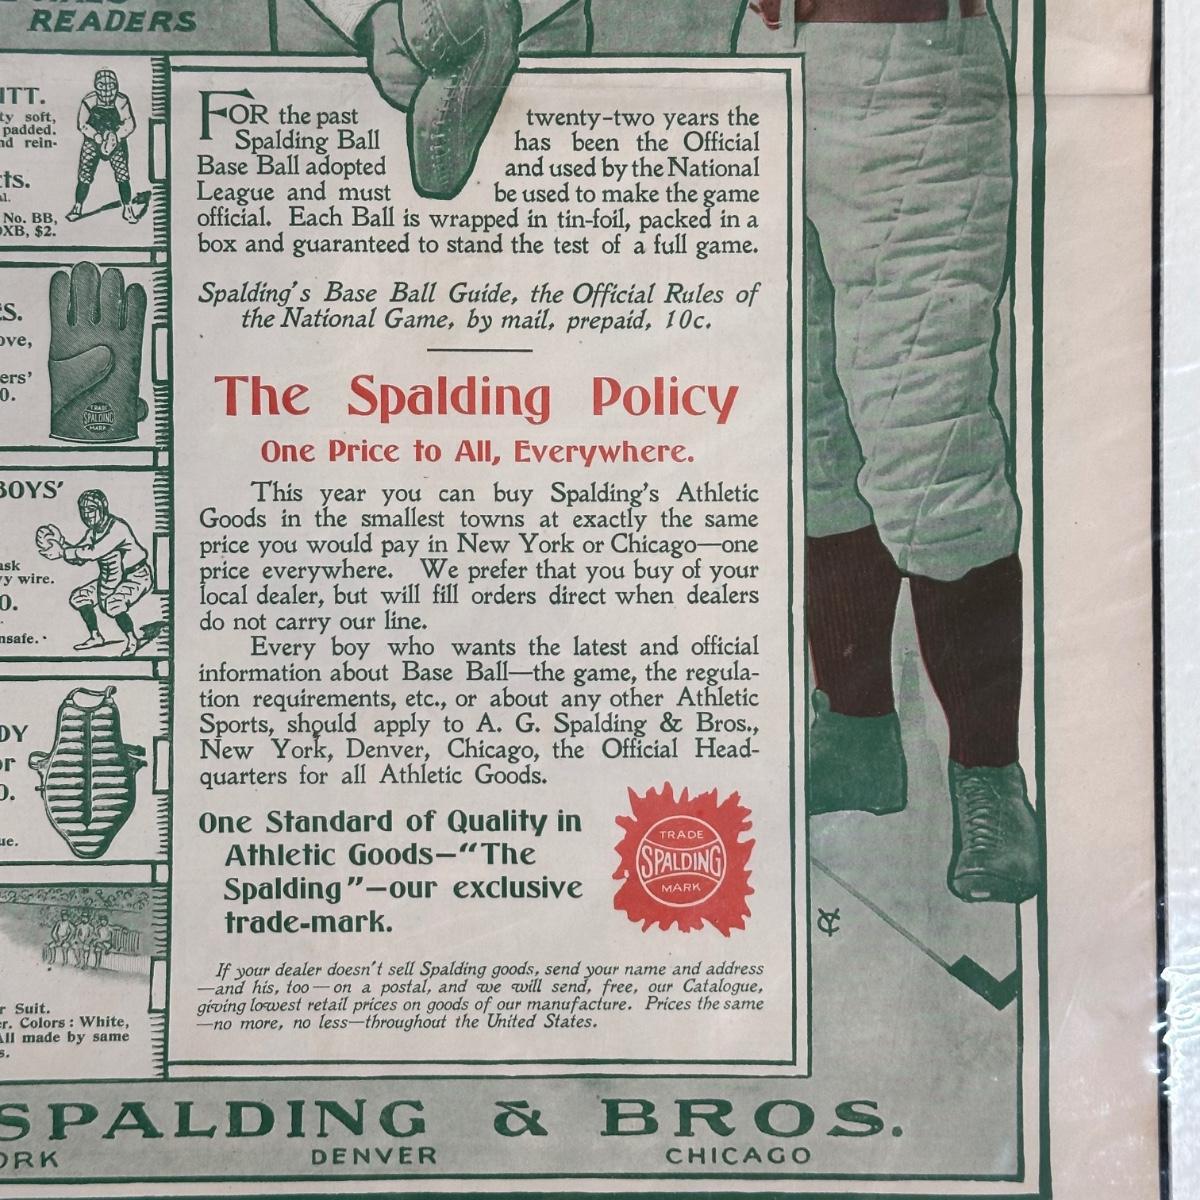 READERS
ITT.
ty soft,
padded.
nd rein-
tts.
al.
No. BB,
OXB, $2.
ES.
ove,
ers'
0.
TRADE
SPALDING
MARK
BOYS'
ask
vy wire.
0.
nsafe.
DY
or
0.
ue.
r Suit.
er. Colors: White,
All made by same
s.
FOR the past twenty-two years the
Spalding Ball has been the Official
Base Ball adopted and used by the National
League and must be used to make the game
official. Each Ball is wrapped in tin-foil, packed in a
box and guaranteed to stand the test of a full game.
Spalding's Base Ball Guide, the Official Rules of
the National Game, by mail, prepaid, 10c.
The Spalding Policy
One Price to All, Everywhere.
This year you can buy Spalding's Athletic
Goods in the smallest towns at exactly the same
price you would pay in New York or Chicago—one
price everywhere. We prefer that you buy of your
local dealer, but will fill orders direct when dealers
do not carry our line.
Every boy who wants the latest and official
information about Base Ball—the game, the regula-
tion requirements, etc., or about any other Athletic
Sports, should apply to A. G. Spalding & Bros.,
New York, Denver, Chicago, the Official Head-
quarters for all Athletic Goods.
One Standard of Quality in
Athletic Goods—"The
Spalding"—our exclusive
trade-mark.
TRADE
SPALDING
MARK
If your dealer doesn't sell Spalding goods, send your name and address
—and his, too—on a postal, and we will send, free, our Catalogue,
giving lowest retail prices on goods of our manufacture. Prices the same
—no more, no less—throughout the United States.
SPALDING & BROS.
ORK DENVER CHICAGO